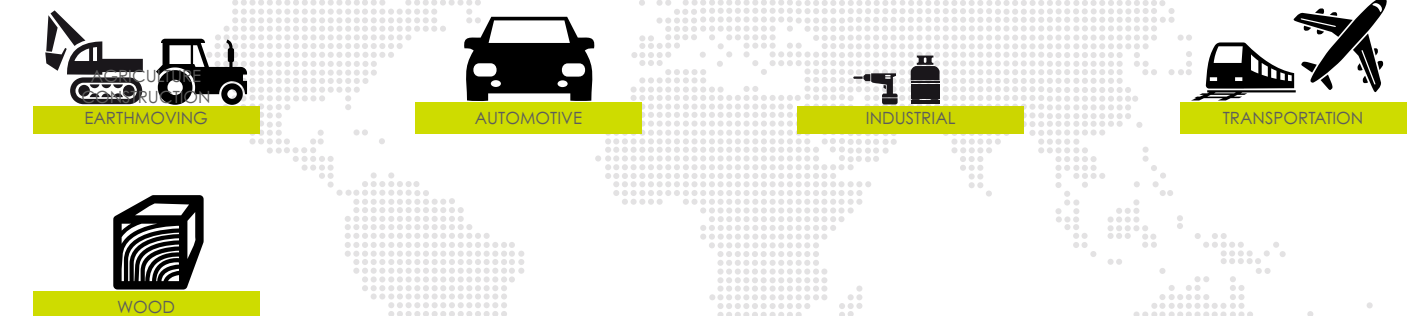 AGRICULTURE
CONSTRUCTION
EARTHMOVING
AUTOMOTIVE
INDUSTRIAL
TRANSPORTATION
WOOD